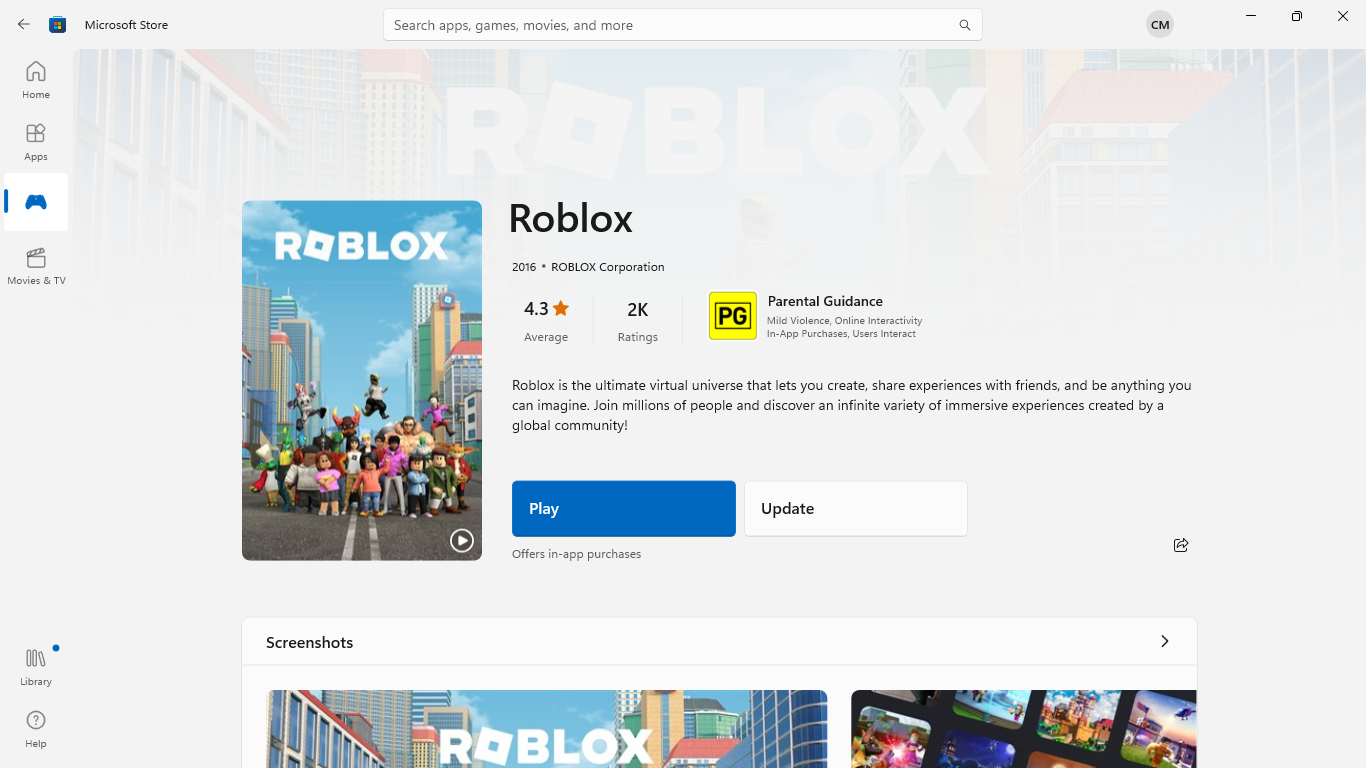 Microsoft Store
Search apps, games, movies, and more
CM
Home
Apps
Movies & TV
Library
Help
ROBLOX
ROBLOX
Roblox
2016 • ROBLOX Corporation
4.3
Average
2K
Ratings
PG
Parental Guidance
Mild Violence, Online Interactivity
In-App Purchases, Users Interact
Roblox is the ultimate virtual universe that lets you create, share experiences with friends, and be anything you
can imagine. Join millions of people and discover an infinite variety of immersive experiences created by a
global community!
Play
Update
Offers in-app purchases
Screenshots
ROBLOX